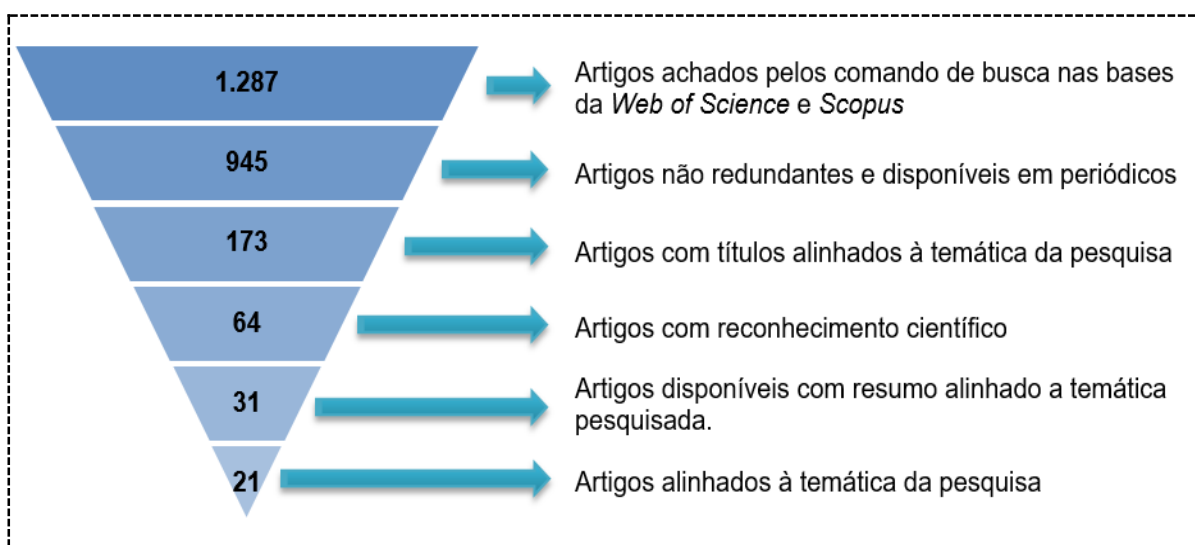 1.287
Artigos achados pelos comando de busca nas bases
da Web of Science e Scopus
945
Artigos não redundantes e disponíveis em periódicos
173
Artigos com títulos alinhados à temática da pesquisa
64
Artigos com reconhecimento científico
31
Artigos disponíveis com resumo alinhado a temática
pesquisada.
21
Artigos alinhados à temática da pesquisa